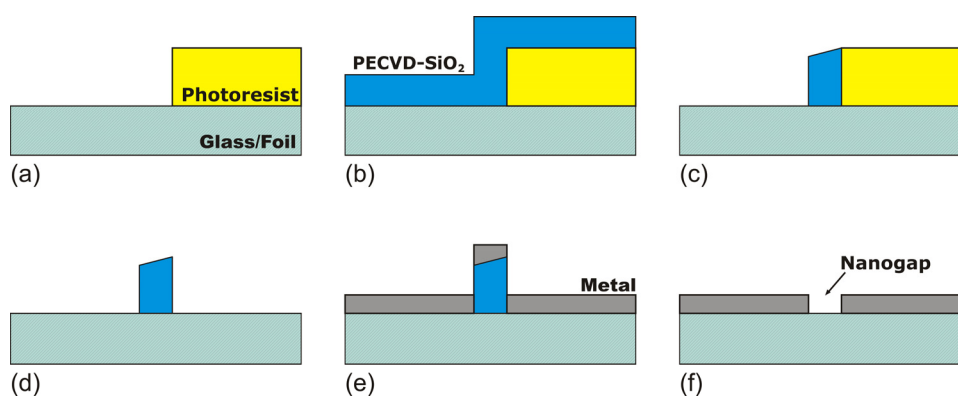 Photoresist
Glass/Foil
(a)
PECVD-SiO₂
(b)
(c)
(d)
Metal
(e)
Nanogap
(f)